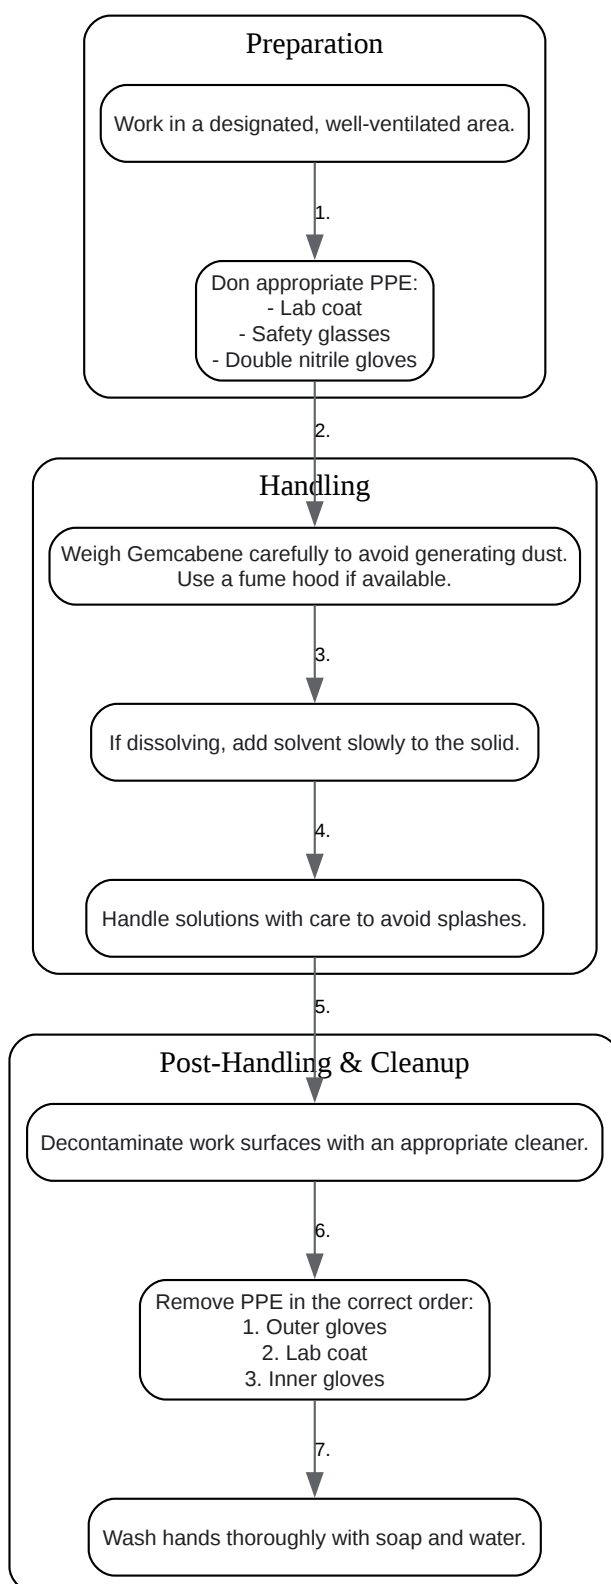 Preparation
Work in a designated, well-ventilated area.
1.
Don appropriate PPE:
- Lab coat
- Safety glasses
- Double nitrile gloves
2.
Handling
Weigh Gemcabene carefully to avoid generating dust.
Use a fume hood if available.
3.
If dissolving, add solvent slowly to the solid.
4.
Handle solutions with care to avoid splashes.
5.
Post-Handling & Cleanup
Decontaminate work surfaces with an appropriate cleaner.
6.
Remove PPE in the correct order:
1. Outer gloves
2. Lab coat
3. Inner gloves
7.
Wash hands thoroughly with soap and water.